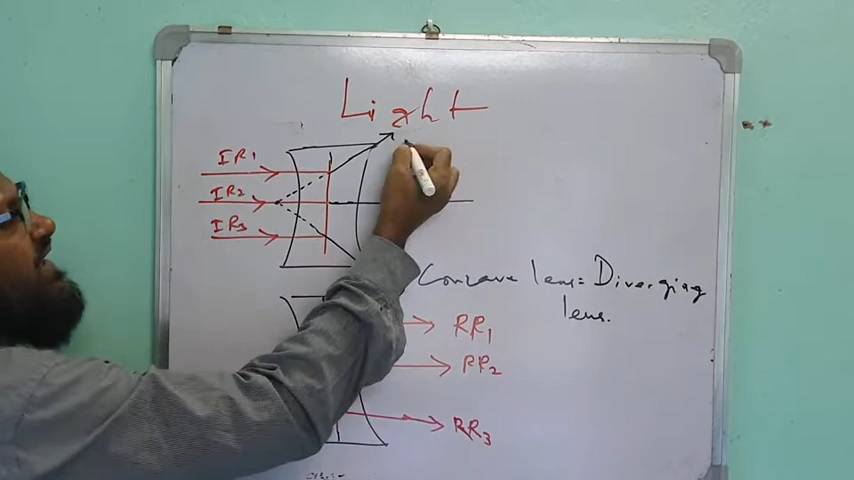 Light
IR1
IR2
IR3
Concave lens = Diverging
lens.
RR1
RR2
RR3